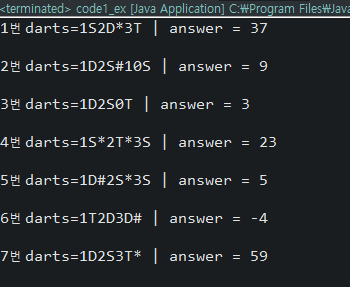 <terminated> code1_ex [Java Application] C:￦Program Files￦Java
1번 darts=1S2D*3T | answer = 37
2번 darts=1D2S#10S | answer = 9
3번 darts=1D2S0T | answer = 3
4번 darts=1S*2T*3S | answer = 23
5번 darts=1D#2S*3S | answer = 5
6번 darts=1T2D3D# | answer = -4
7번 darts=1D2S3T* | answer = 59